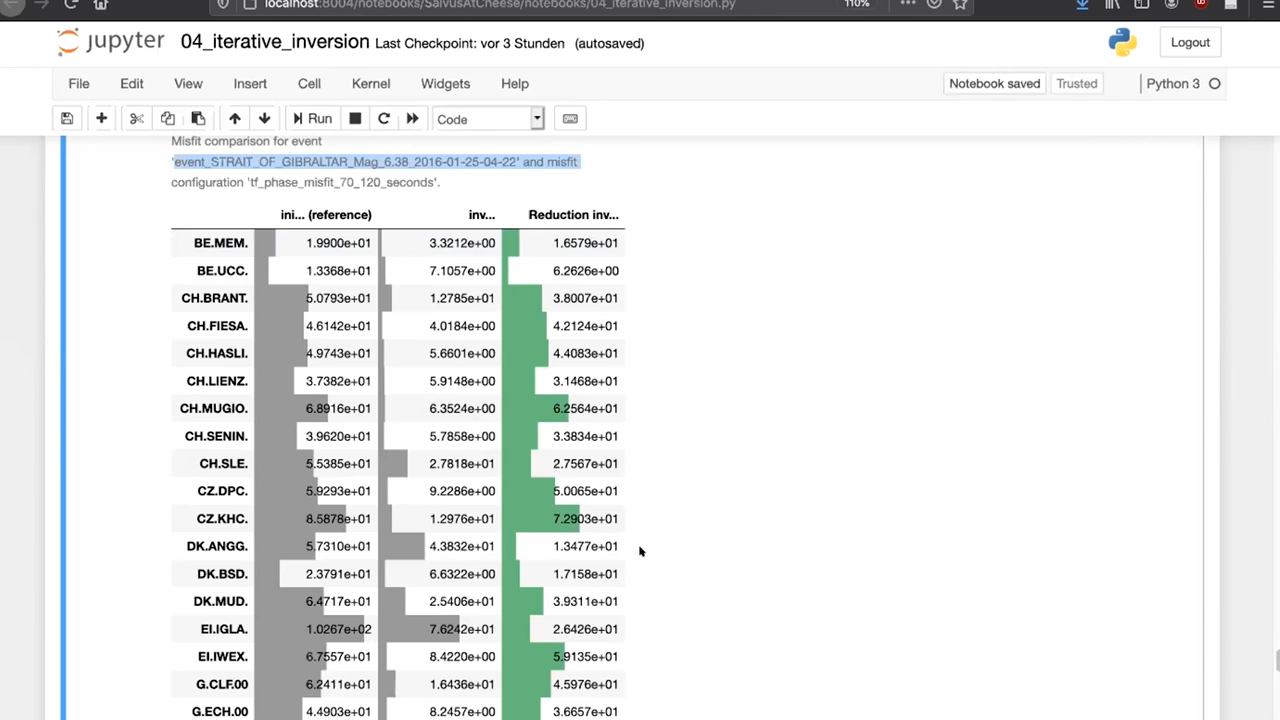 localhost:8004/notebooks/SalvusAtCheese/notebooks/04_iterative_inversion.py
110%
jupyter 04_iterative_inversion Last Checkpoint: vor 3 Stunden (autosaved)
Logout
File Edit View Insert Cell Kernel Widgets Help
Notebook saved Trusted Python 3
Run Code
Misfit comparison for event
'event_STRAIT_OF_GIBRALTAR_Mag_6.38_2016-01-25-04-22' and misfit
configuration 'tf_phase_misfit_70_120_seconds'.
ini... (reference) inv... Reduction inv...
BE.MEM. 1.9900e+01 3.3212e+00 1.6579e+01
BE.UCC. 1.3368e+01 7.1057e+00 6.2626e+00
CH.BRANT. 5.0793e+01 1.2785e+01 3.8007e+01
CH.FIESA. 4.6142e+01 4.0184e+00 4.2124e+01
CH.HASLI. 4.9743e+01 5.6601e+00 4.4083e+01
CH.LIENZ. 3.7382e+01 5.9148e+00 3.1468e+01
CH.MUGIO. 6.8916e+01 6.3524e+00 6.2564e+01
CH.SENIN. 3.9620e+01 5.7858e+00 3.3834e+01
CH.SLE. 5.5385e+01 2.7818e+01 2.7567e+01
CZ.DPC. 5.9293e+01 9.2286e+00 5.0065e+01
CZ.KHC. 8.5878e+01 1.2976e+01 7.2903e+01
DK.ANGG. 5.7310e+01 4.3832e+01 1.3477e+01
DK.BSD. 2.3791e+01 6.6322e+00 1.7158e+01
DK.MUD. 6.4717e+01 2.5406e+01 3.9311e+01
EI.IGLA. 1.0267e+02 7.6242e+01 2.6426e+01
EI.IWEX. 6.7557e+01 8.4220e+00 5.9135e+01
G.CLF.00 6.2411e+01 1.6436e+01 4.5976e+01
G.ECH.00 4.4903e+01 8.2457e+00 3.6657e+01